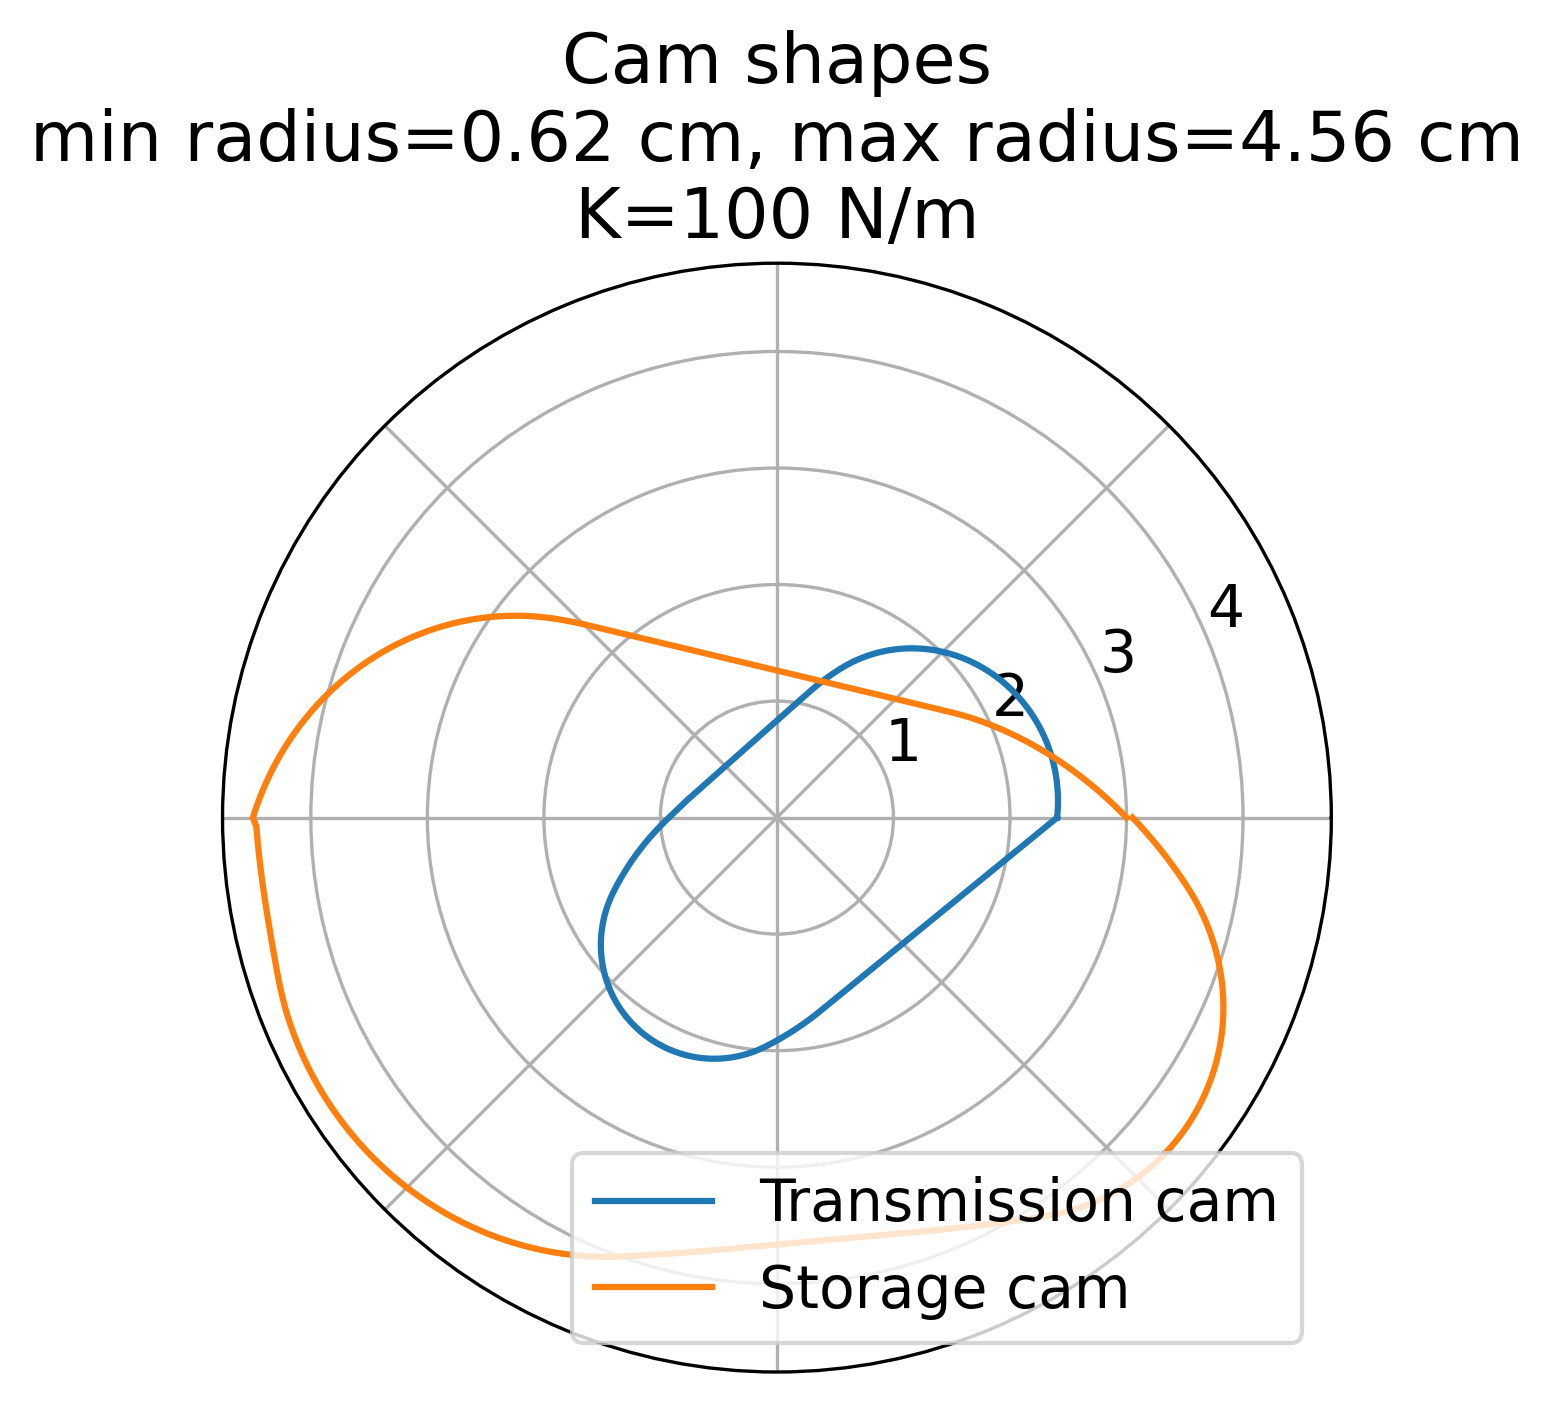 Cam shapes
min radius=0.62 cm, max radius=4.56 cm
K=100 N/m
4
3
2
1
Transmission cam
Storage cam